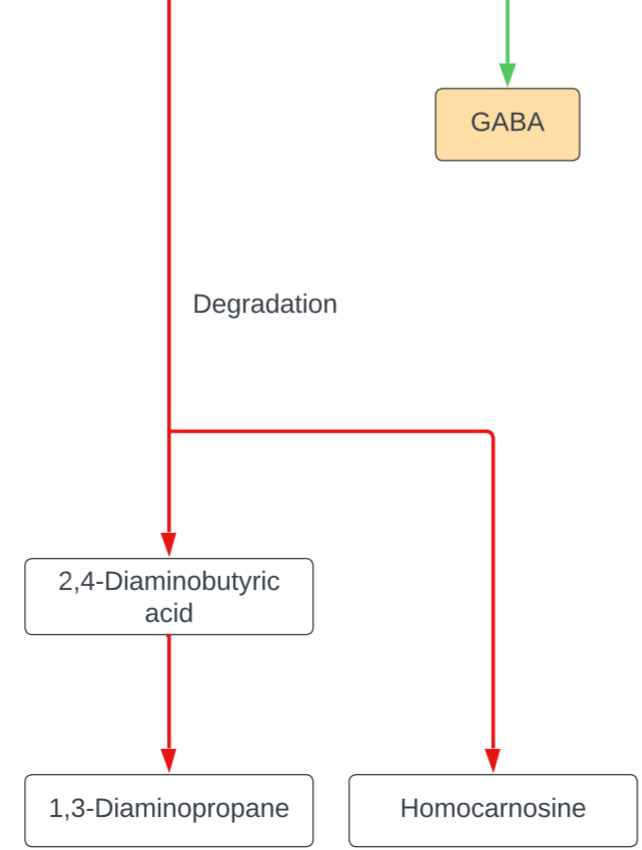 GABA
Degradation
2,4-Diaminobutyric
acid
1,3-Diaminopropane
Homocarnosine